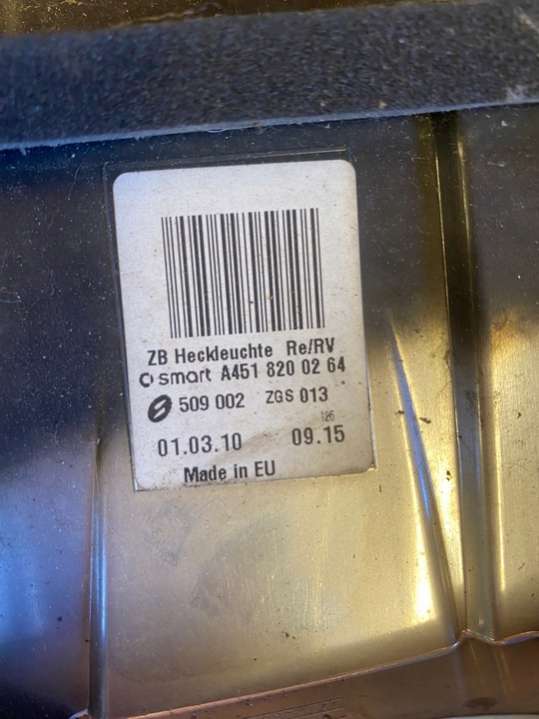 ZB Heckleuchte Re/RV
smart A451 820 02 64
509 002 ZGS 013
126
01.03.10 09.15
Made in EU